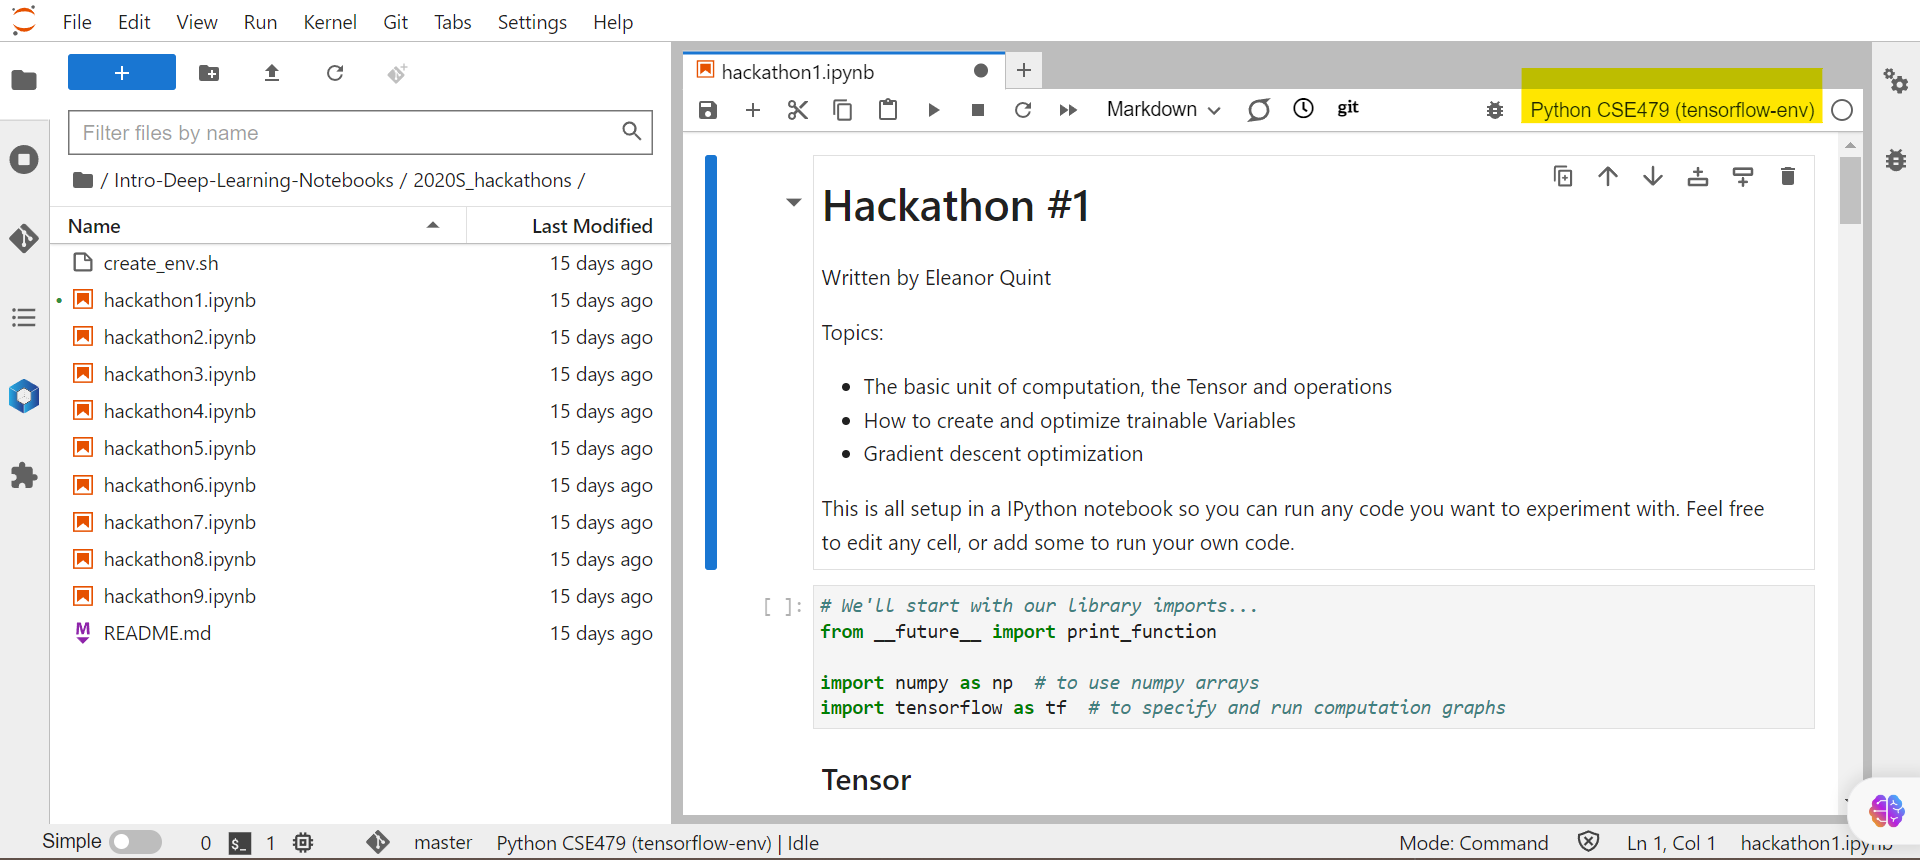 File Edit View Run Kernel Git Tabs Settings Help
+
Filter files by name
/ Intro-Deep-Learning-Notebooks / 2020S_hackathons /
Name Last Modified
create_env.sh 15 days ago
hackathon1.ipynb 15 days ago
hackathon2.ipynb 15 days ago
hackathon3.ipynb 15 days ago
hackathon4.ipynb 15 days ago
hackathon5.ipynb 15 days ago
hackathon6.ipynb 15 days ago
hackathon7.ipynb 15 days ago
hackathon8.ipynb 15 days ago
hackathon9.ipynb 15 days ago
README.md 15 days ago
hackathon1.ipynb
Markdown git Python CSE479 (tensorflow-env)
Hackathon #1
Written by Eleanor Quint
Topics:
• The basic unit of computation, the Tensor and operations
• How to create and optimize trainable Variables
• Gradient descent optimization
This is all setup in a IPython notebook so you can run any code you want to experiment with. Feel free
to edit any cell, or add some to run your own code.
[ ]: # We'll start with our library imports...
from __future__ import print_function
import numpy as np  # to use numpy arrays
import tensorflow as tf  # to specify and run computation graphs
Tensor
Simple 0 $_ 1 master Python CSE479 (tensorflow-env) | Idle Mode: Command Ln 1, Col 1 hackathon1.ipynb